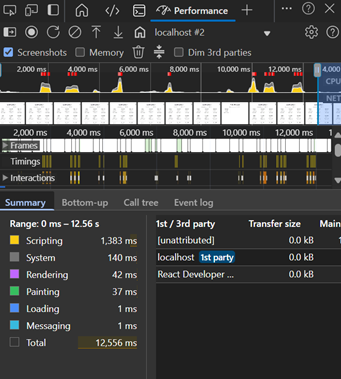 Performance
localhost #2
Screenshots Memory Dim 3rd parties
2,000 ms 4,000 ms 6,000 ms 8,000 ms 10,000 ms 12,000 ms 4,000
CPU
NET
2,000 ms 4,000 ms 6,000 ms 8,000 ms 10,000 ms 12,000 ms 1
Frames
Timings
Interactions
Summary Bottom-up Call tree Event log
Range: 0 ms – 12.56 s
1st / 3rd party Transfer size Main
Scripting 1,383 ms
[unattributed] 0.0 kB
System 140 ms
localhost 1st party 0.0 kB
Rendering 42 ms
React Developer ... 0.0 kB
Painting 37 ms
Loading 1 ms
Messaging 1 ms
Total 12,556 ms